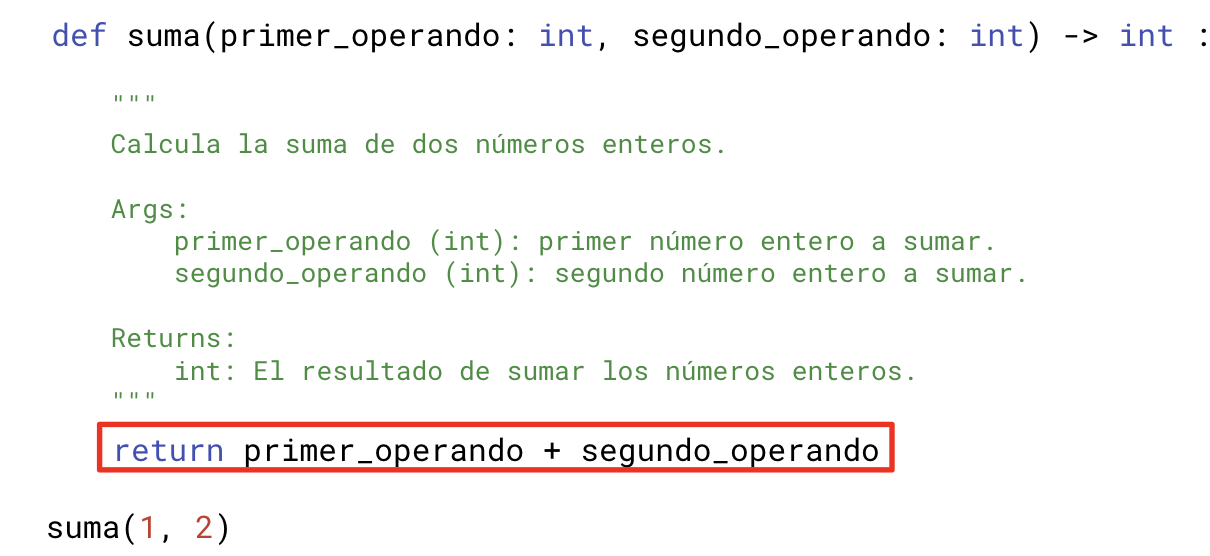 def suma(primer_operando: int, segundo_operando: int) -> int :
"""
Calcula la suma de dos números enteros.
Args:
primer_operando (int): primer número entero a sumar.
segundo_operando (int): segundo número entero a sumar.
Returns:
int: El resultado de sumar los números enteros.
"""
return primer_operando + segundo_operando
suma(1, 2)